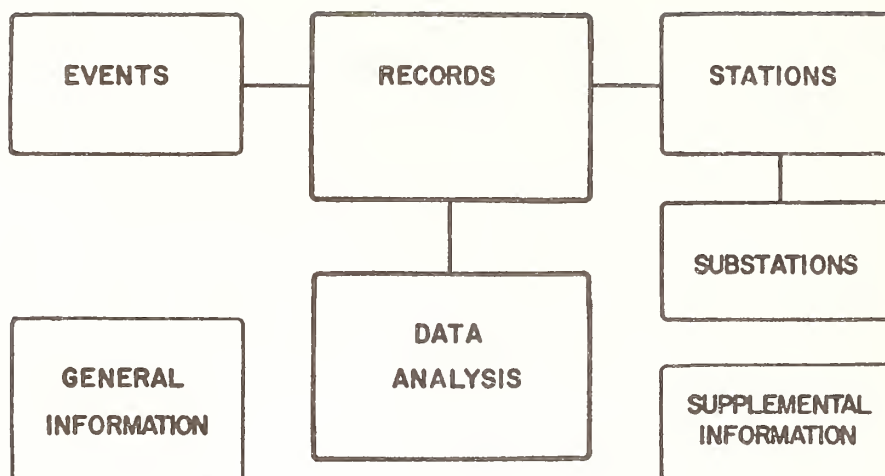 EVENTS
RECORDS
STATIONS
SUBSTATIONS
DATA
ANALYSIS
GENERAL
INFORMATION
SUPPLEMENTAL
INFORMATION